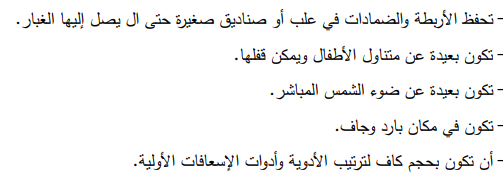 - تحفظ الأربطة والضمادات في علب أو صناديق صغيرة حتى ال يصل إليها الغبار.
- تكون بعيدة عن متناول الأطفال ويمكن قفلها.
- تكون بعيدة عن ضوء الشمس المباشر.
- تكون في مكان بارد وجاف.
- أن تكون بحجم كاف لترتيب الأدوية وأدوات الإسعافات الأولية.